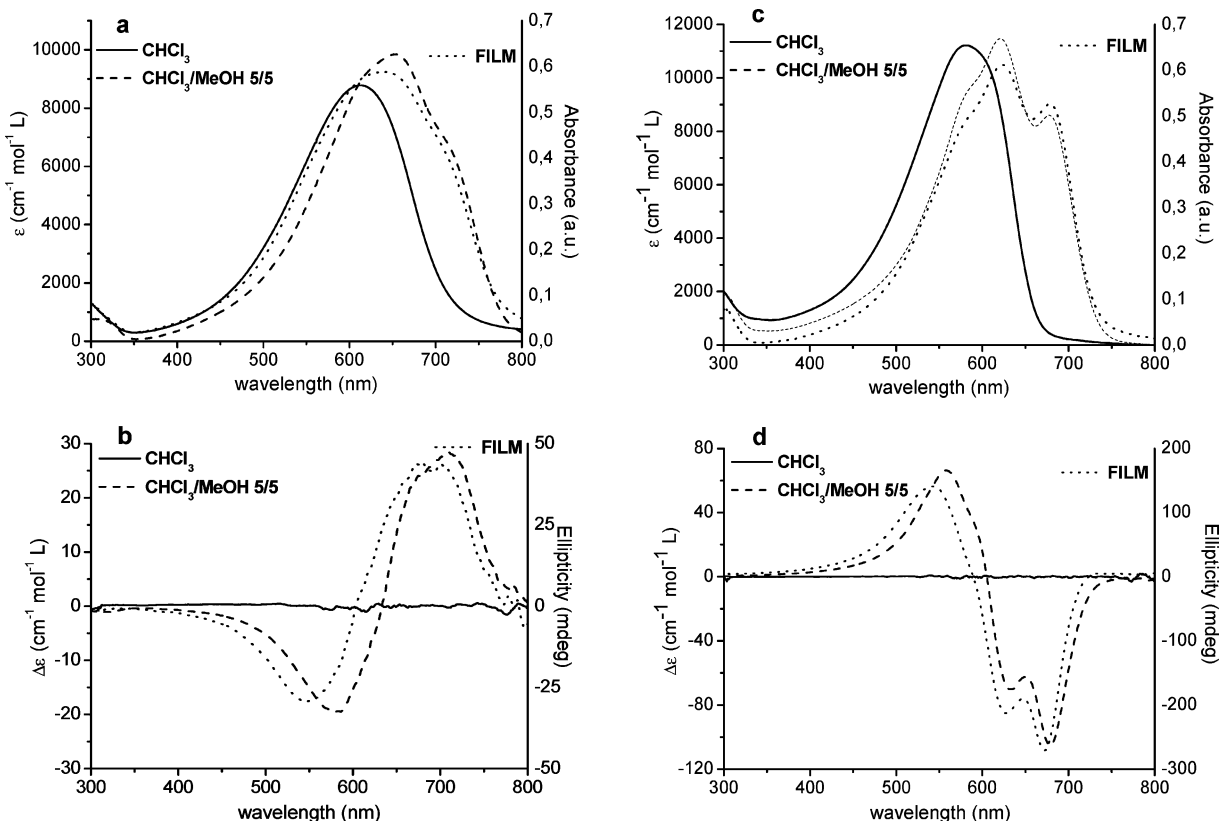 a
CHCl3
CHCl3/MeOH 5/5
FILM
ε (cm-1 mol-1 L)
10000
8000
6000
4000
2000
0
0,7
0,6
0,5
0,4
0,3
0,2
0,1
0,0
Absorbance (a.u.)
300 400 500 600 700 800
wavelength (nm)
c
CHCl3
CHCl3/MeOH 5/5
FILM
ε (cm-1 mol-1 L)
12000
10000
11000
12000
8000
6000
4000
2000
0
0,7
0,6
0,5
0,4
0,3
0,2
0,1
0,0
Absorbance (a.u.)
300 400 500 600 700 800
wavelength (nm)
b
CHCl3
CHCl3/MeOH 5/5
FILM
Δε (cm-1 mol-1 L)
30
20
10
0
-10
-20
-30
50
25
0
-25
-50
Ellipticity (mdeg)
300 400 500 600 700 800
wavelength (nm)
d
CHCl3
CHCl3/MeOH 5/5
FILM
Δε (cm-1 mol-1 L)
80
60
40
0
-40
-80
-120
200
100
0
-100
-200
-300
Ellipticity (mdeg)
300 400 500 600 700 800
wavelength (nm)